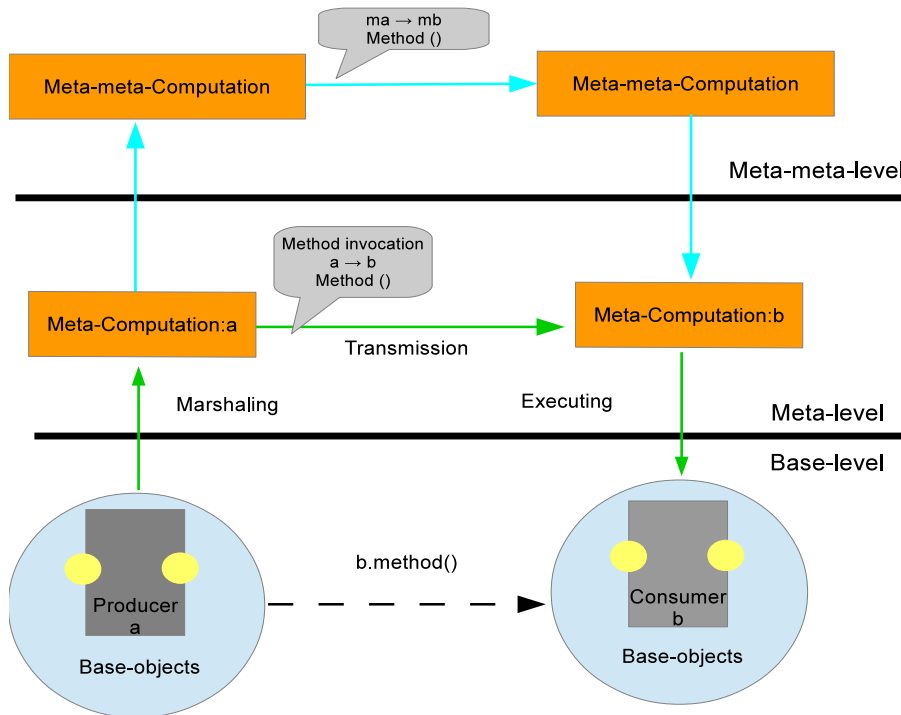 ma → mb
Method ()
Meta-meta-Computation
Meta-meta-Computation
Meta-meta-level
Method invocation
a → b
Method ()
Meta-Computation:a
Meta-Computation:b
Transmission
Marshaling
Executing
Meta-level
Base-level
b.method()
Producer
a
Consumer
b
Base-objects
Base-objects